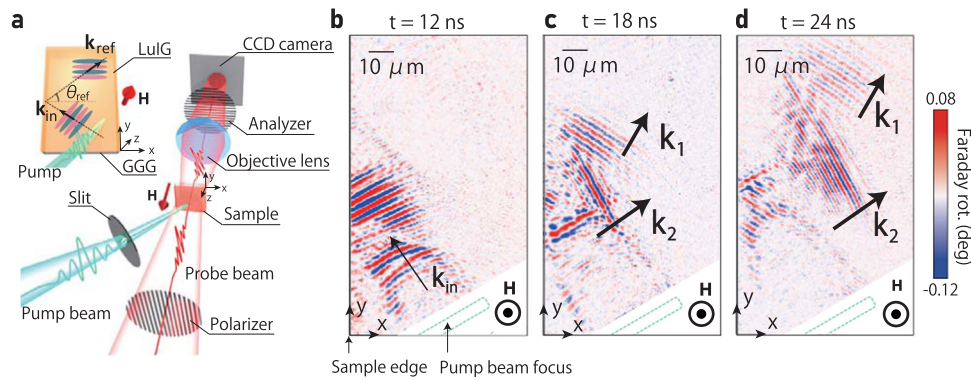 a
k_ref
LuIG
CCD camera
H
θ_ref
k_in
y
z
x
Analyzer
Pump
GGG
Objective lens
Slit
H
y
x
z
Sample
Probe beam
Pump beam
Polarizer
b
t = 12 ns
10 μm
k_in
H
y
x
Sample edge
Pump beam focus
c
t = 18 ns
10 μm
k_1
k_2
H
y
x
d
t = 24 ns
10 μm
k_1
k_2
H
y
x
0.08
Faraday rot. (deg)
-0.12